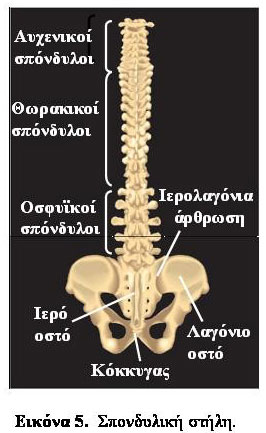 Αυχενικοί
σπόνδυλοι
Θωρακικοί
σπόνδυλοι
Οσφυϊκοί
σπόνδυλοι
Ιερολαγόνια
άρθρωση
Ιερό
οστό
Λαγόνιο
οστό
Κόκκυγας
Εικόνα 5. Σπονδυλική στήλη.